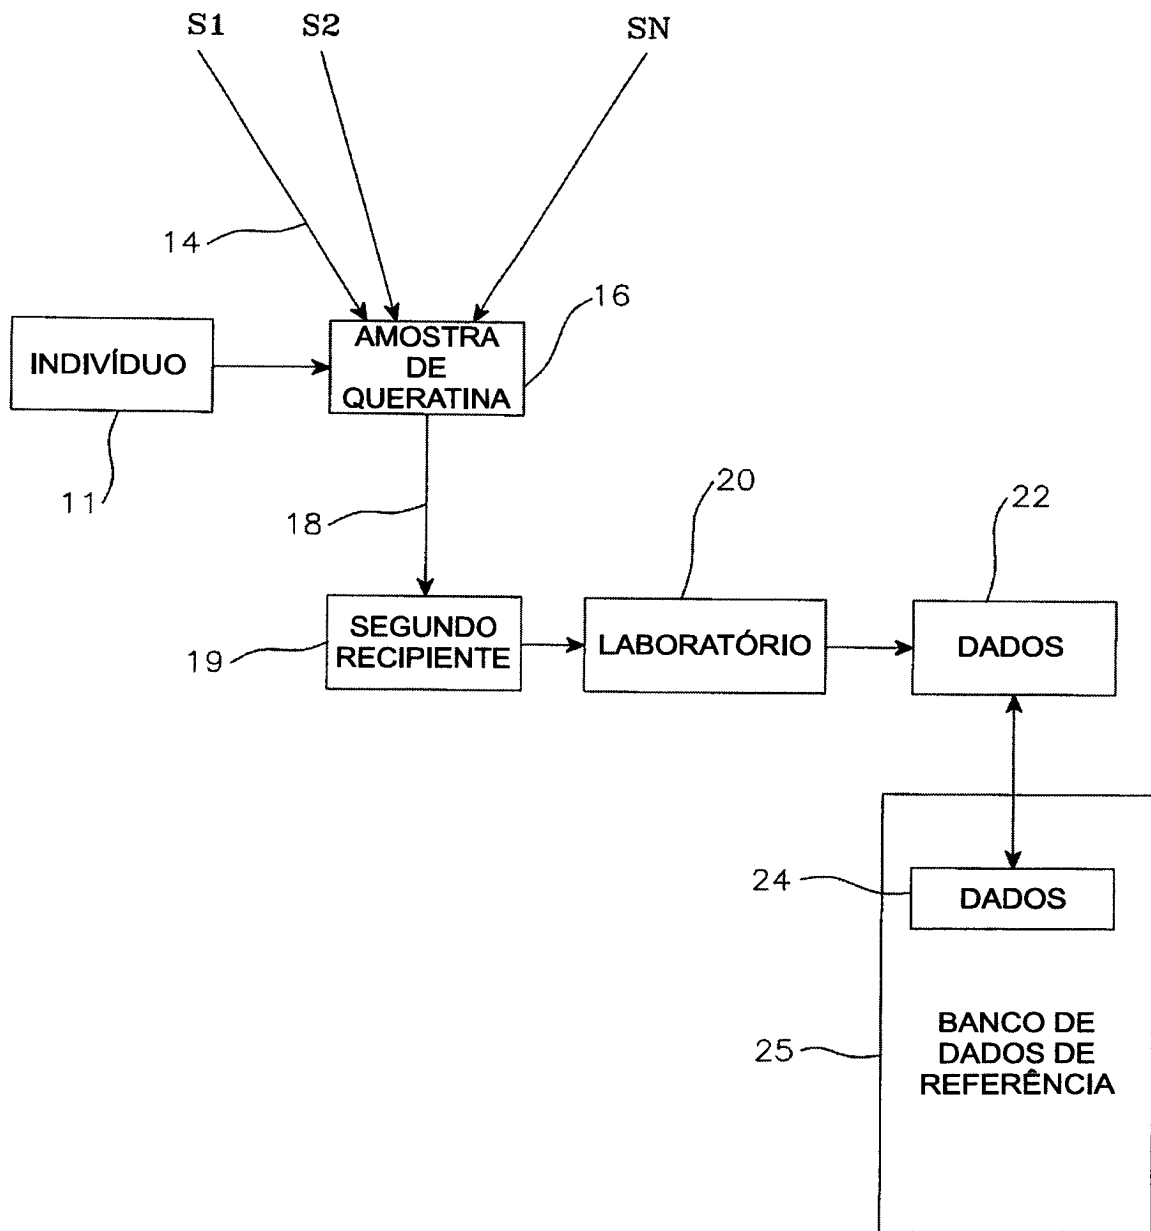 S1 S2 SN
14
16
INDIVÍDUO
AMOSTRA
DE
QUERATINA
11
18
20
22
SEGUNDO
RECIPIENTE
LABORATÓRIO
DADOS
19
24
DADOS
25
BANCO DE
DADOS DE
REFERÊNCIA